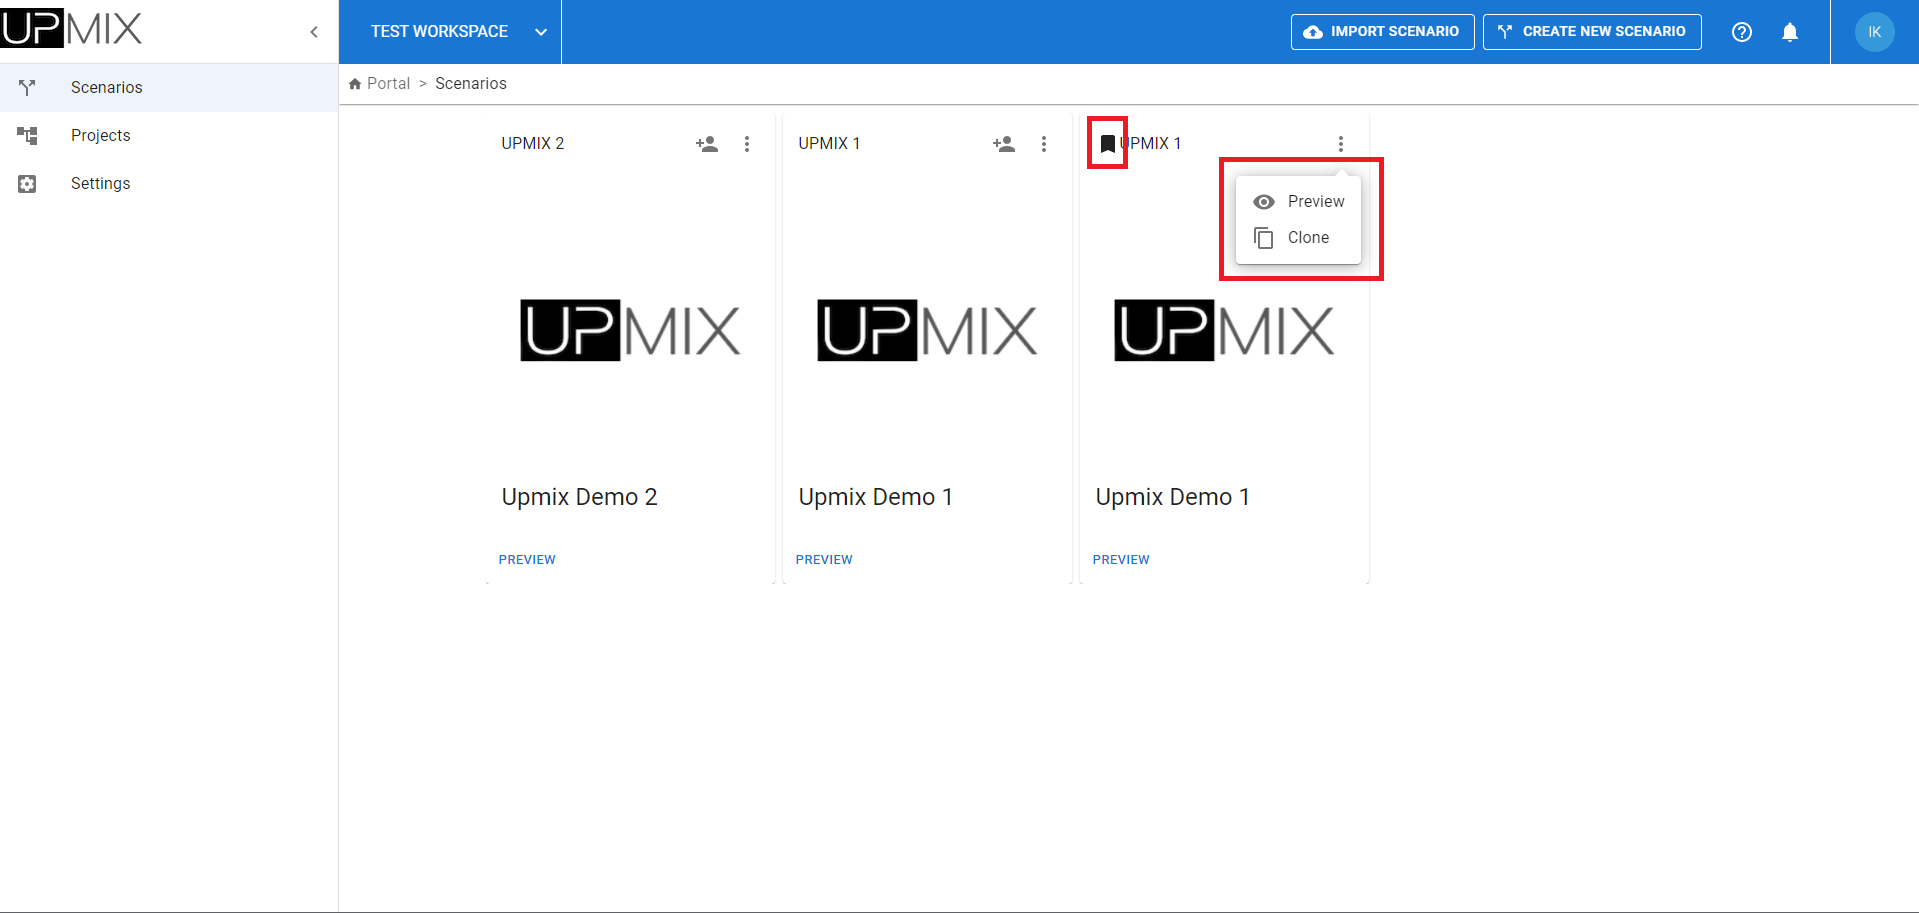 UPMIX
TEST WORKSPACE
IMPORT SCENARIO
CREATE NEW SCENARIO
IK
Scenarios
Projects
Settings
Portal > Scenarios
UPMIX 2
UPMIX 1
UPMIX 1
Preview
Clone
UPMIX
UPMIX
UPMIX
Upmix Demo 2
Upmix Demo 1
Upmix Demo 1
PREVIEW
PREVIEW
PREVIEW